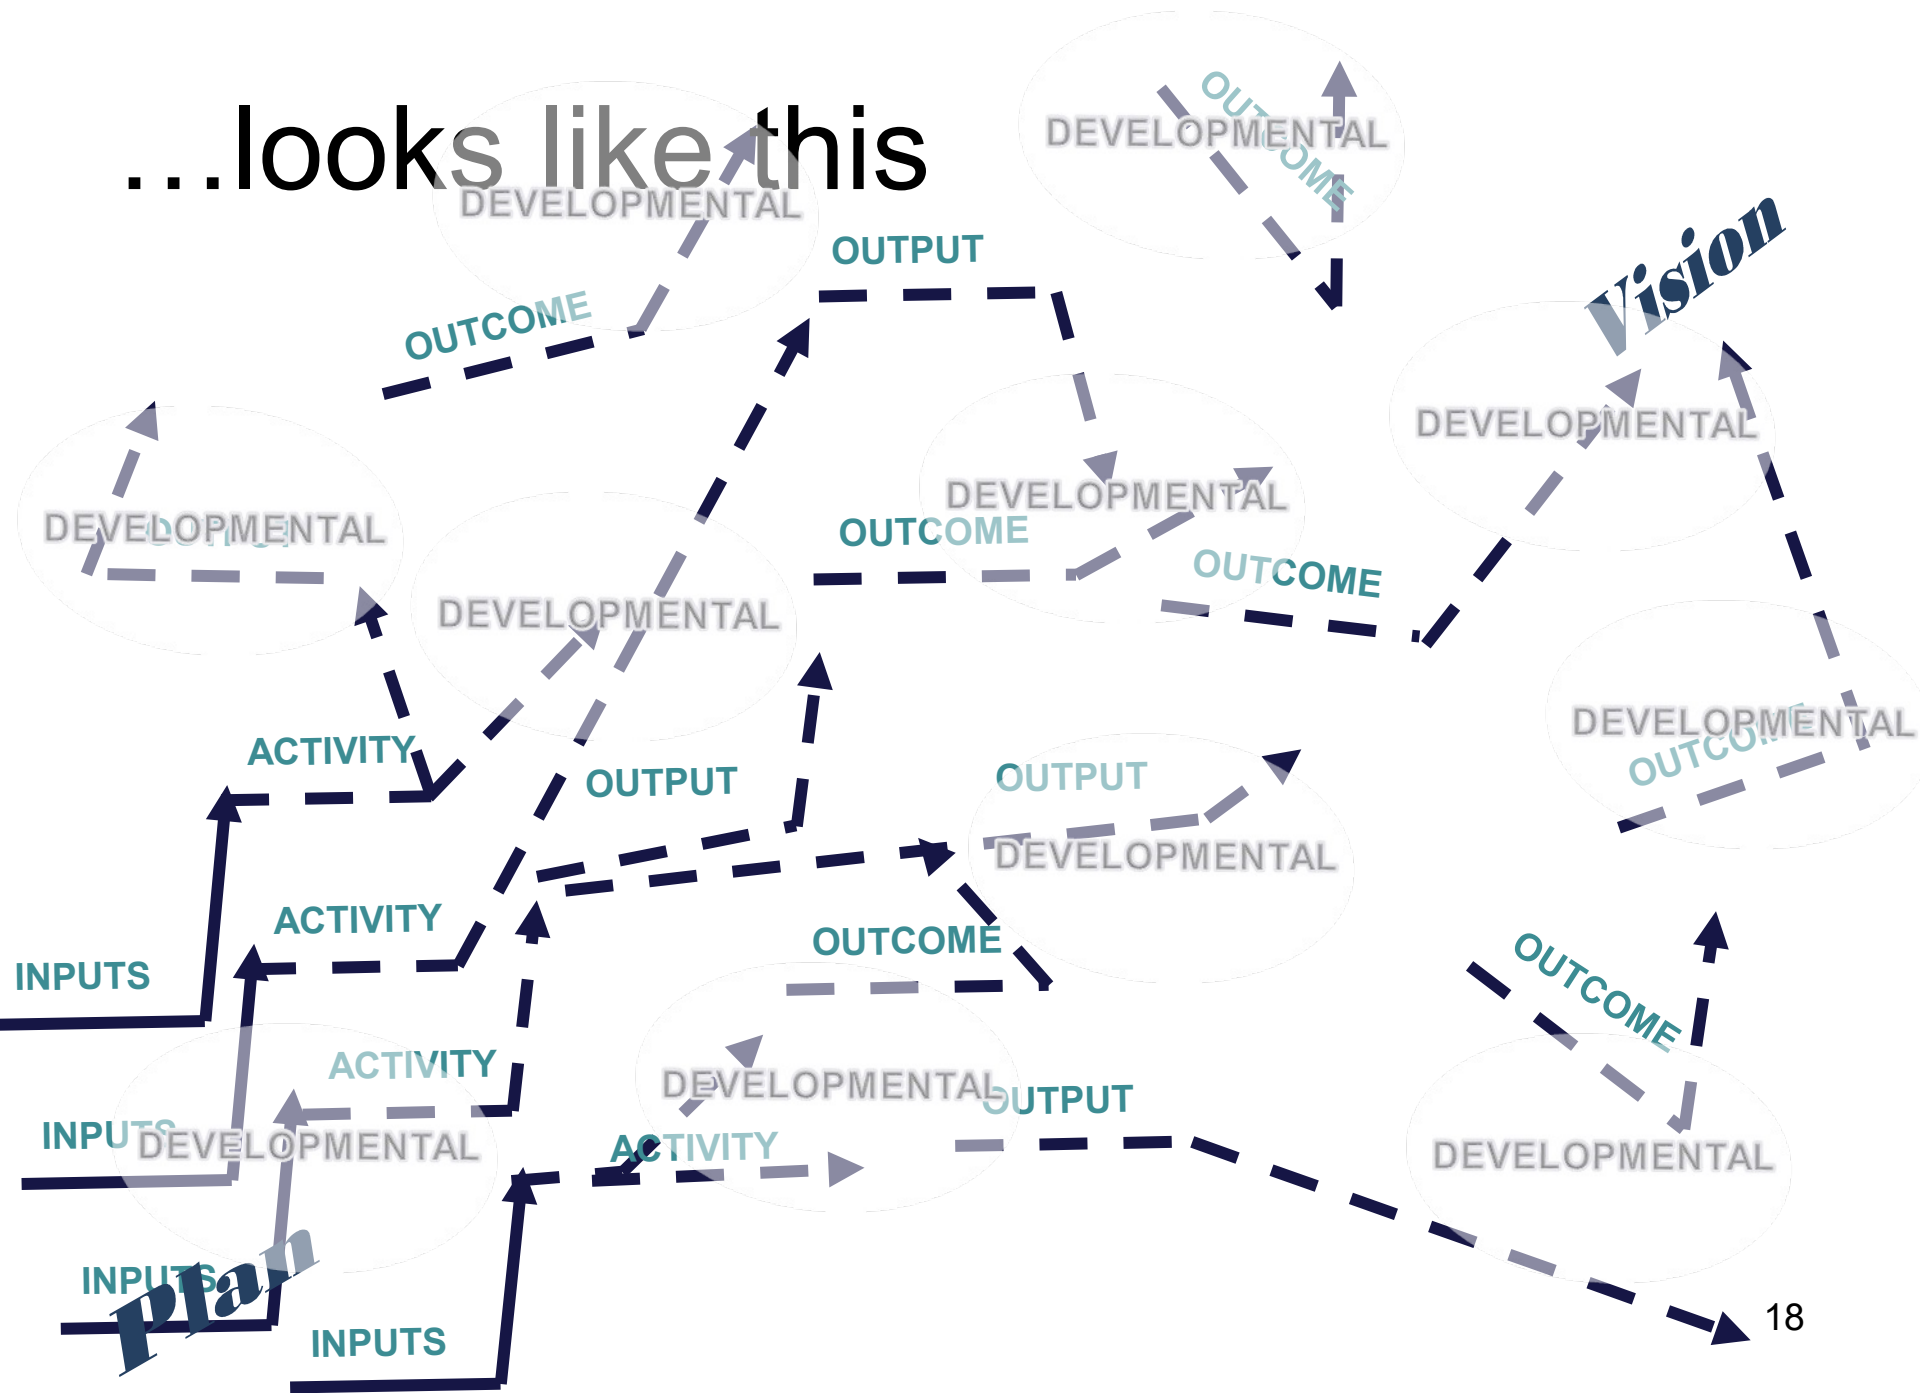 …looks like this
DEVELOPMENTAL
OUTCOME
DEVELOPMENTAL
OUTPUT
Vision
OUTCOME
DEVELOPMENTAL
DEVELOPMENTAL
DEVELOPMENTAL
OUTCOME
OUTCOME
DEVELOPMENTAL
DEVELOPMENTAL
OUTCOME
ACTIVITY
OUTPUT
OUTPUT
DEVELOPMENTAL
ACTIVITY
OUTCOME
OUTCOME
INPUTS
ACTIVITY
DEVELOPMENTAL
OUTPUT
INPUTS
DEVELOPMENTAL
ACTIVITY
DEVELOPMENTAL
INPUTS
Plan
INPUTS
18